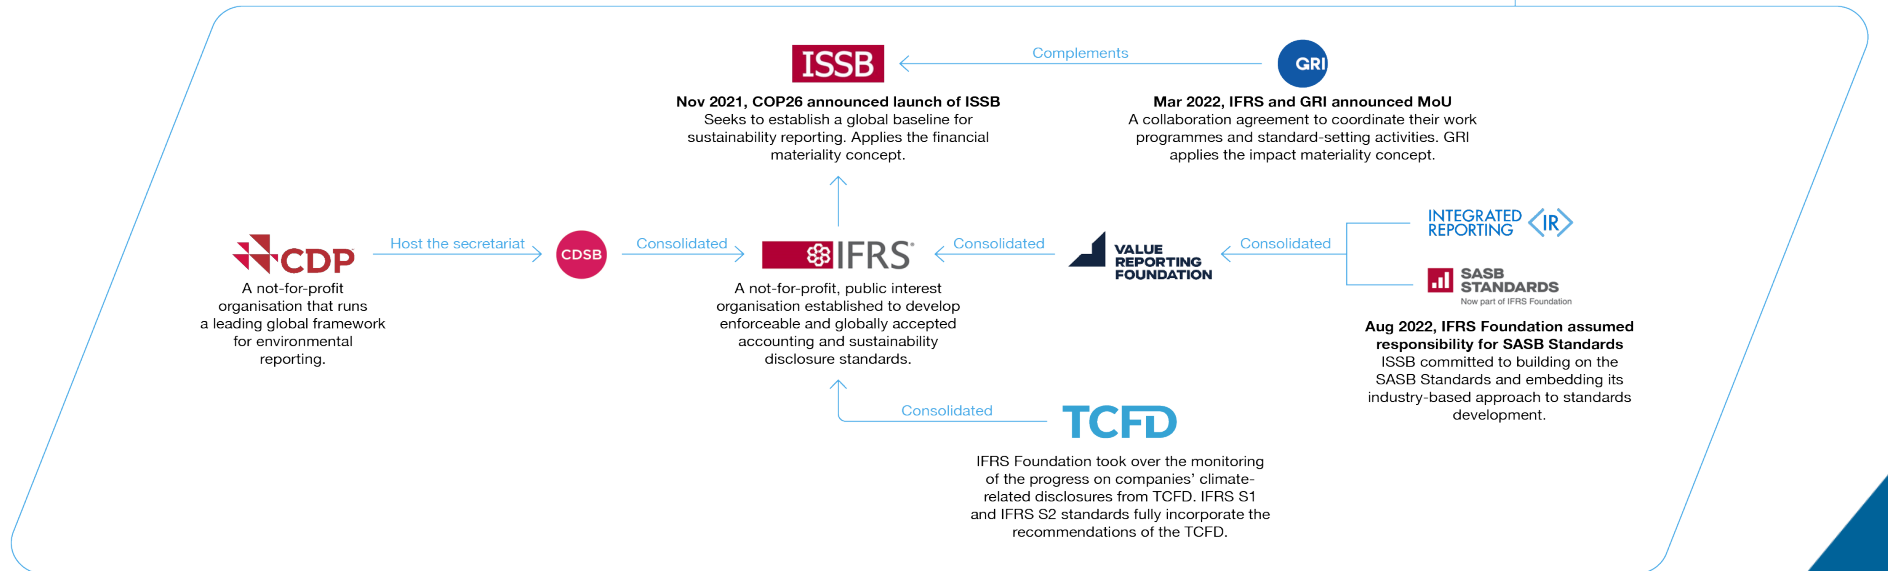 ISSB
Complements
GRI
Nov 2021, COP26 announced launch of ISSB
Seeks to establish a global baseline for
sustainability reporting. Applies the financial
materiality concept.
Mar 2022, IFRS and GRI announced MoU
A collaboration agreement to coordinate their work
programmes and standard-setting activities. GRI
applies the impact materiality concept.
CDP
Host the secretariat
CDSB
Consolidated
IFRS®
Consolidated
VALUE
REPORTING
FOUNDATION
Consolidated
INTEGRATED
REPORTING
<IR>
SASB
STANDARDS
Now part of IFRS Foundation
A not-for-profit
organisation that runs
a leading global framework
for environmental
reporting.
A not-for-profit, public interest
organisation established to develop
enforceable and globally accepted
accounting and sustainability
disclosure standards.
Aug 2022, IFRS Foundation assumed
responsibility for SASB Standards
ISSB committed to building on the
SASB Standards and embedding its
industry-based approach to standards
development.
Consolidated
TCFD
IFRS Foundation took over the monitoring
of the progress on companies’ climate-
related disclosures from TCFD. IFRS S1
and IFRS S2 standards fully incorporate the
recommendations of the TCFD.